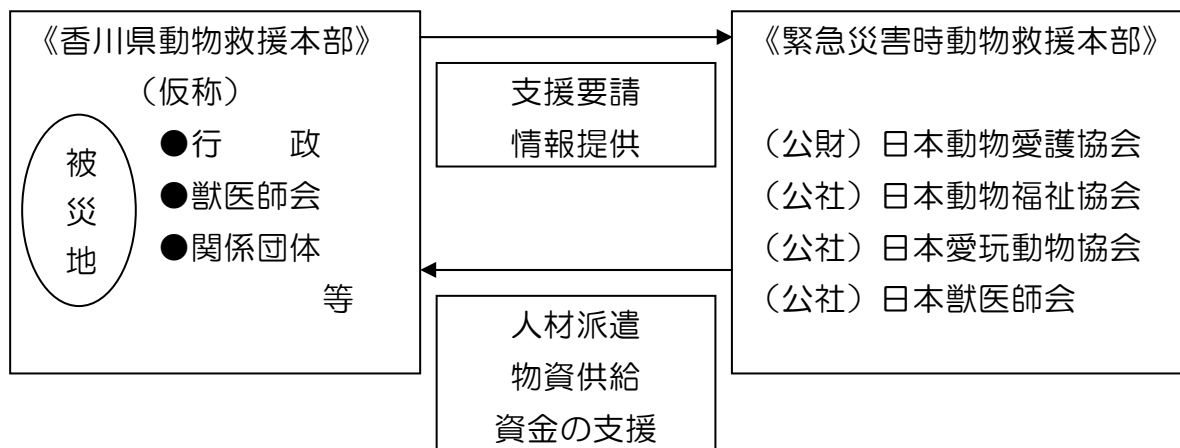 《香川県動物救援本部》
（仮称）
被災地
●行　　政
●獣医師会
●関係団体
等
支援要請
情報提供
人材派遣
物資供給
資金の支援
《緊急災害時動物救援本部》
（公財）日本動物愛護協会
（公社）日本動物福祉協会
（公社）日本愛玩動物協会
（公社）日本獣医師会